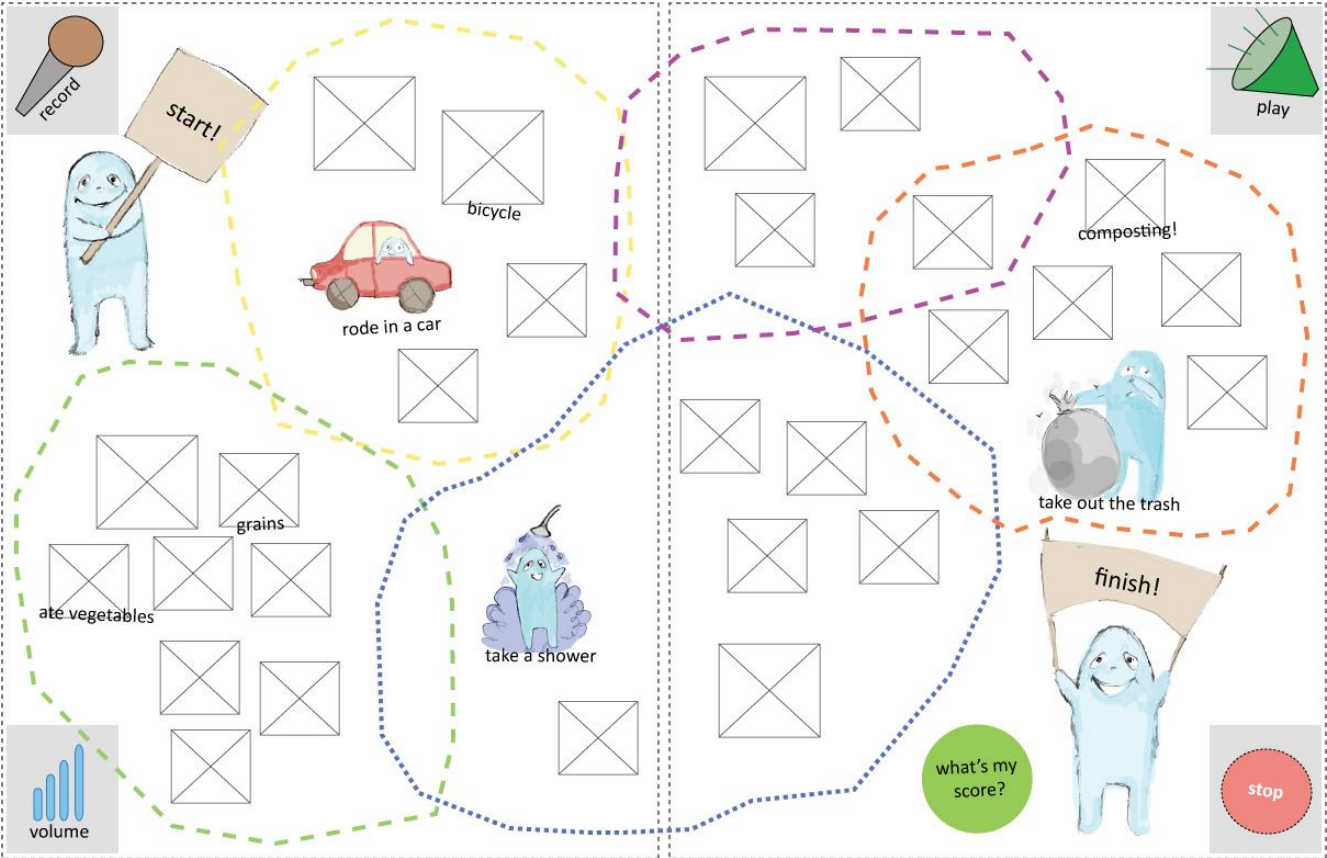 record
start!
play
bicycle
composting!
rode in a car
take out the trash
grains
ate vegetables
take a shower
finish!
what's my
score?
stop
volume